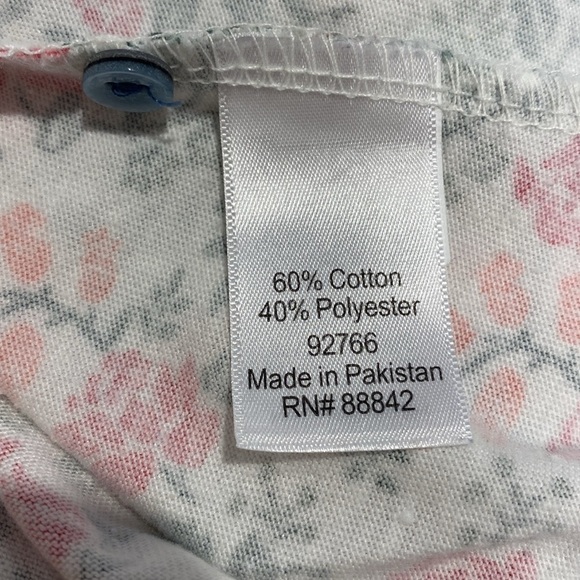 60% Cotton
40% Polyester
92766
Made in Pakistan
RN# 88842